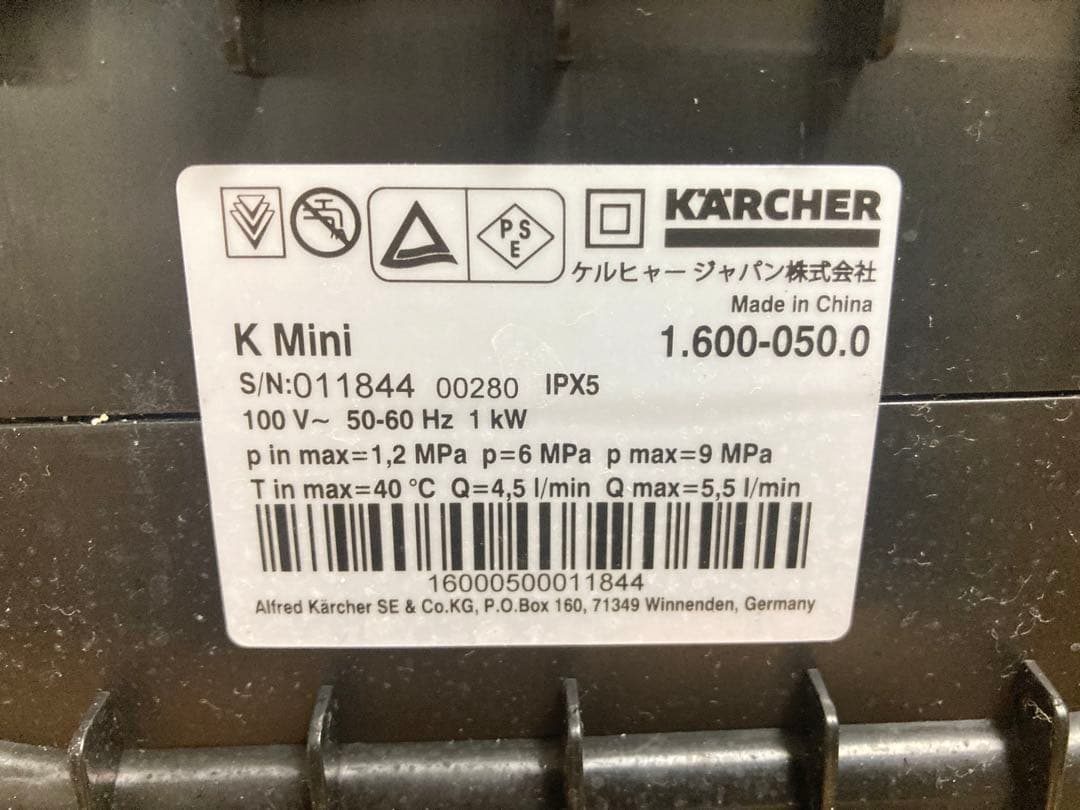 PSE
KÄRCHER
ケルヒャー ジャパン株式会社
Made in China
K Mini 1.600-050.0
S/N:011844 00280 IPX5
100 V~ 50-60 Hz 1 kW
p in max=1,2 MPa p=6 MPa p max=9 MPa
T in max=40 °C Q=4,5 l/min Q max=5,5 l/min
16000500011844
Alfred Kärcher SE & Co.KG, P.O.Box 160, 71349 Winnenden, Germany